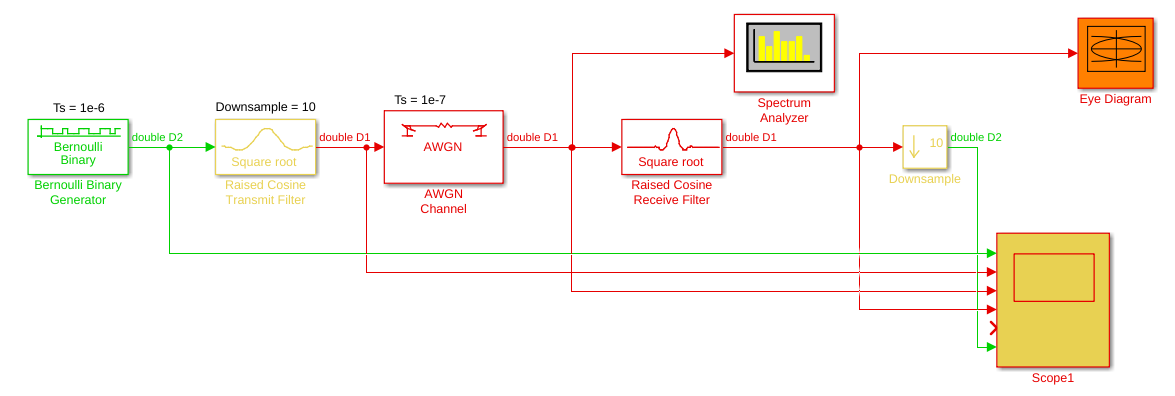 Ts = 1e-6
Bernoulli
Binary
Bernoulli Binary
Generator
double D2
Downsample = 10
Square root
Raised Cosine
Transmit Filter
double D1
Ts = 1e-7
AWGN
AWGN
Channel
double D1
Spectrum
Analyzer
Square root
Raised Cosine
Receive Filter
double D1
Eye Diagram
10
Downsample
double D2
Scope1